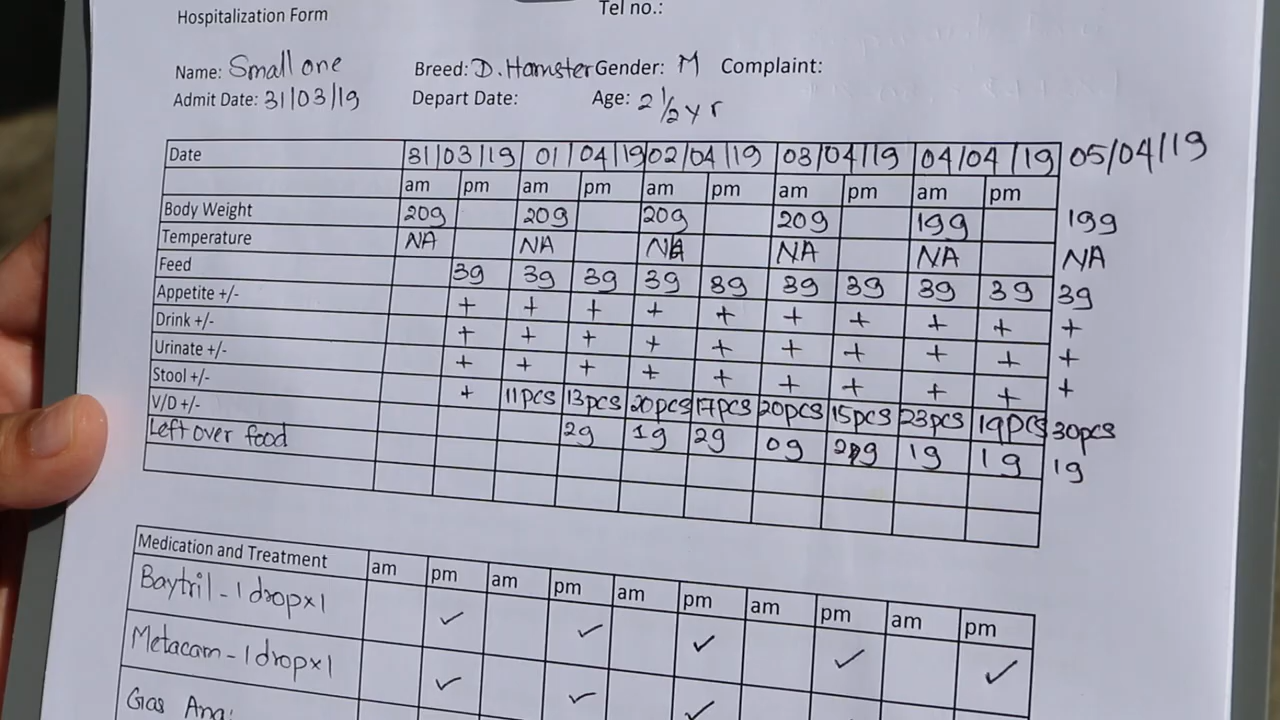 Hospitalization Form Tel no.:
Name: Small one Breed: D. Hamster Gender: M Complaint:
Admit Date: 31/03/19 Depart Date: Age: 2 1/2 yr
Date 31/03/19 01/04/19 02/04/19 03/04/19 04/04/19 05/04/19
am pm am pm am pm am pm am pm
Body Weight 20g 20g 20g 20g 19g 19g
Temperature NA NA NA NA NA NA
Feed 3g 3g 3g 3g 3g 3g 3g 3g 3g 3g
Appetite +/- + + + + + + + + + +
Drink +/- + + + + + + + + + +
Urinate +/- + + + + + + + + + +
Stool +/- + 11pcs 13pcs 20pcs 17pcs 20pcs 15pcs 23pcs 19pcs 30pcs
V/D +/-
Left over food 2g 1g 2g 0g 2g 1g 1g 1g
Medication and Treatment am pm am pm am pm am pm am pm
Baytril - 1 drop x1 ✓ ✓ ✓ ✓ ✓
Metacam - 1 drop x1 ✓ ✓ ✓
Gas